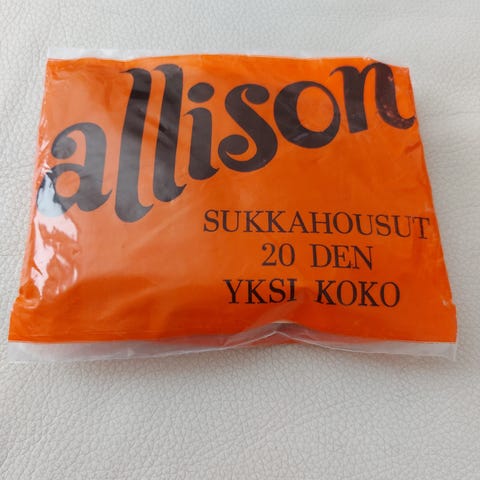 allison
SUKKAHOUSUT
20 DEN
YKSI KOKO